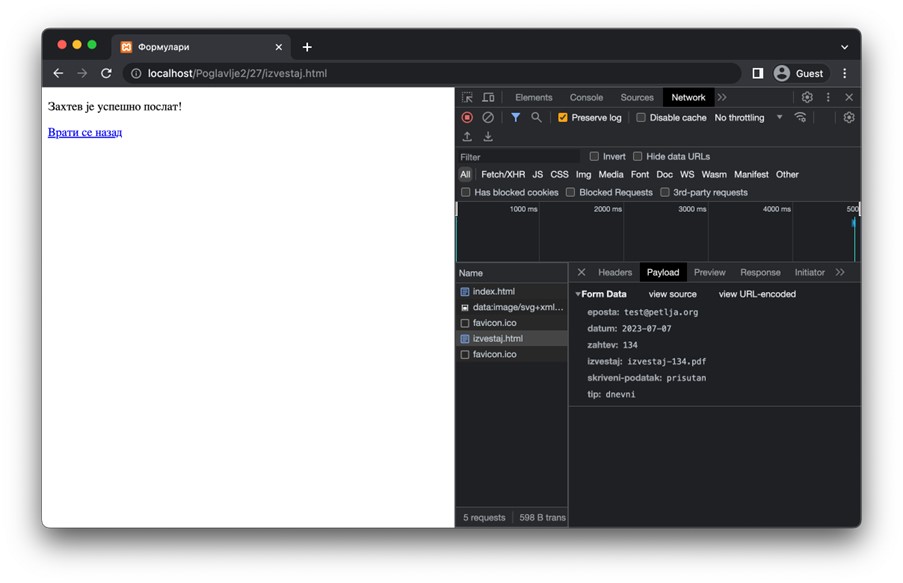 Формулари
localhost/Poglavlje2/27/izvestaj.html
Guest
Захтев је успешно послат!
Врати се назад
Elements Console Sources Network
Preserve log Disable cache No throttling
Filter Invert Hide data URLs
All Fetch/XHR JS CSS Img Media Font Doc WS Wasm Manifest Other
Has blocked cookies Blocked Requests 3rd-party requests
1000 ms 2000 ms 3000 ms 4000 ms 500
Name
index.html
data:image/svg+xml...
favicon.ico
izvestaj.html
favicon.ico
5 requests 598 B trans
Headers Payload Preview Response Initiator
Form Data view source view URL-encoded
eposta: test@petlja.org
datum: 2023-07-07
zahtev: 134
izvestaj: izvestaj-134.pdf
skriveni-podatak: prisutan
tip: dnevni